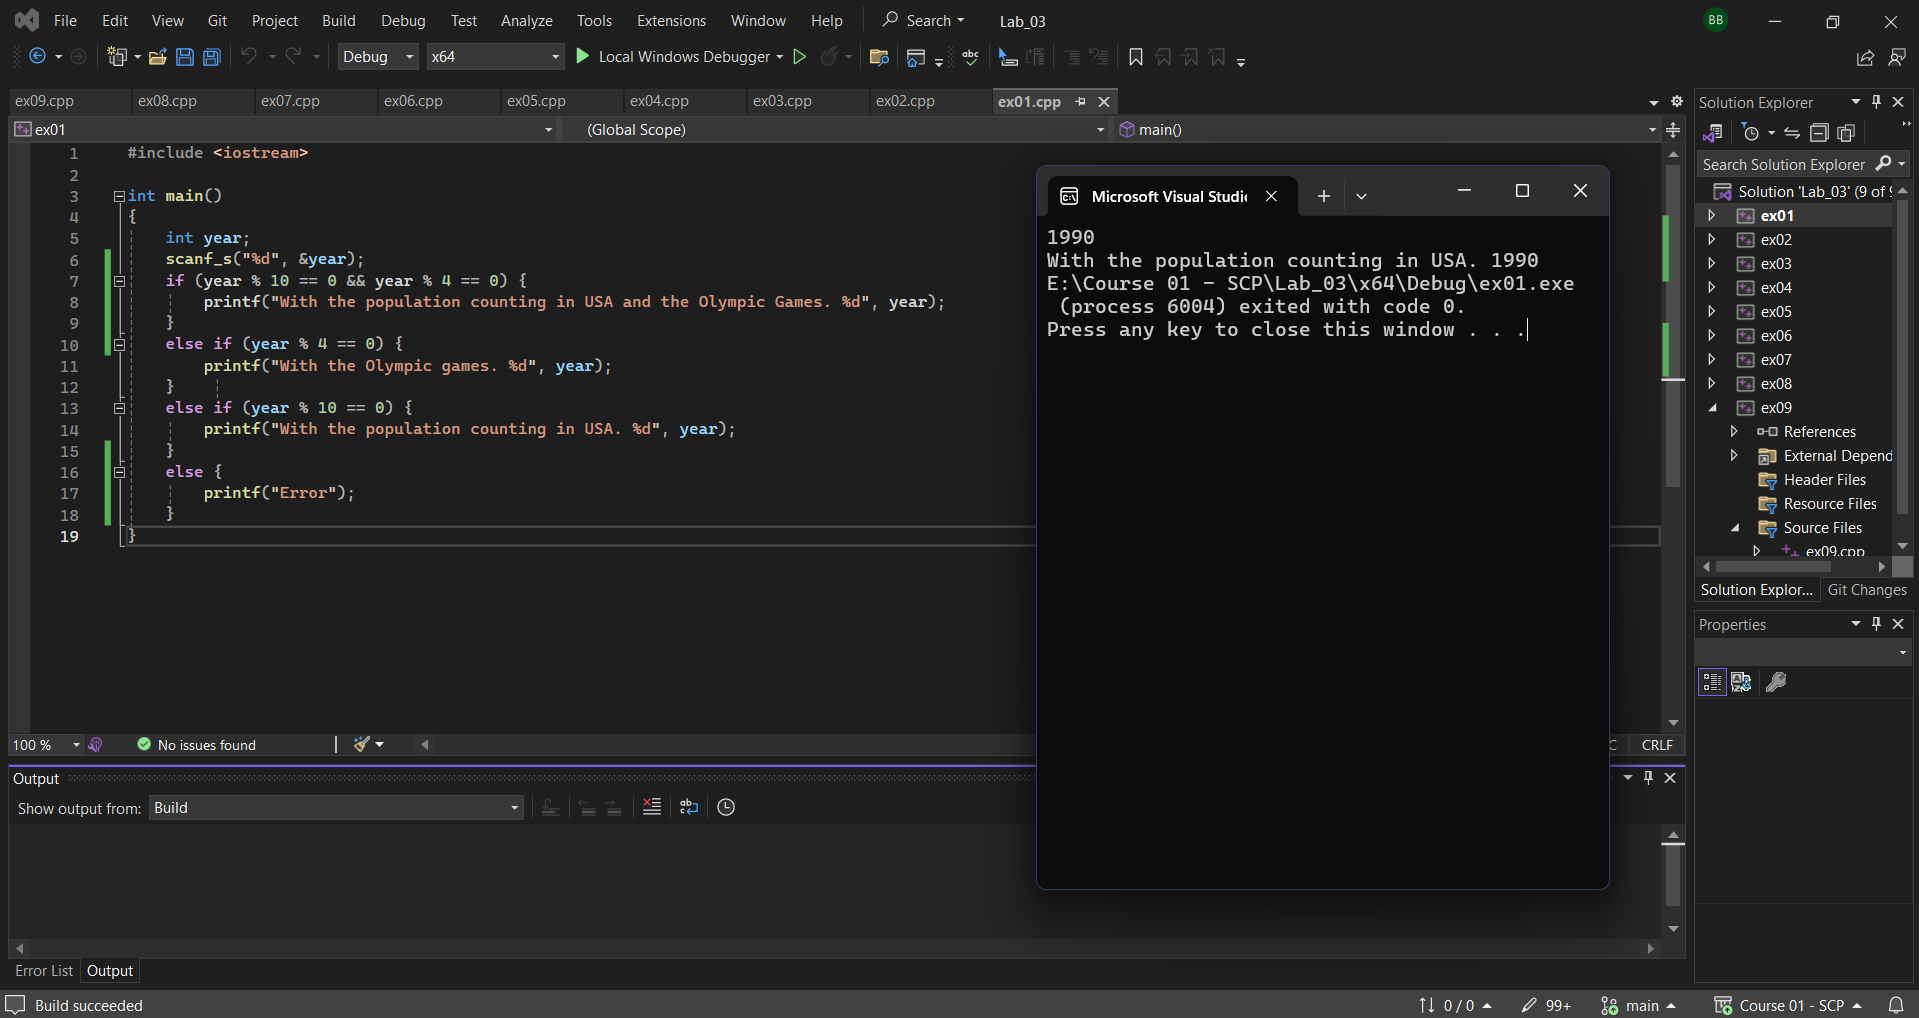 File Edit View Git Project Build Debug Test Analyze Tools Extensions Window Help Search Lab_03 BB
Debug x64 Local Windows Debugger
ex09.cpp ex08.cpp ex07.cpp ex06.cpp ex05.cpp ex04.cpp ex03.cpp ex02.cpp ex01.cpp
ex01 (Global Scope) main()
1 #include <iostream>
2
3 int main()
4 {
5 int year;
6 scanf_s("%d", &year);
7 if (year % 10 == 0 && year % 4 == 0) {
8 printf("With the population counting in USA and the Olympic Games. %d", year);
9 }
10 else if (year % 4 == 0) {
11 printf("With the Olympic games. %d", year);
12 }
13 else if (year % 10 == 0) {
14 printf("With the population counting in USA. %d", year);
15 }
16 else {
17 printf("Error");
18 }
19 }
Microsoft Visual Studi
1990
With the population counting in USA. 1990
E:\Course 01 - SCP\Lab_03\x64\Debug\ex01.exe
(process 6004) exited with code 0.
Press any key to close this window . . .
100 % No issues found
CRLF
Output
Show output from: Build
Error List Output
Solution Explorer
Search Solution Explorer
Solution 'Lab_03' (9 of 9
ex01
ex02
ex03
ex04
ex05
ex06
ex07
ex08
ex09
References
External Depend
Header Files
Resource Files
Source Files
ex09.cpp
Solution Explor... Git Changes
Properties
Build succeeded 0 / 0 99+ main Course 01 - SCP